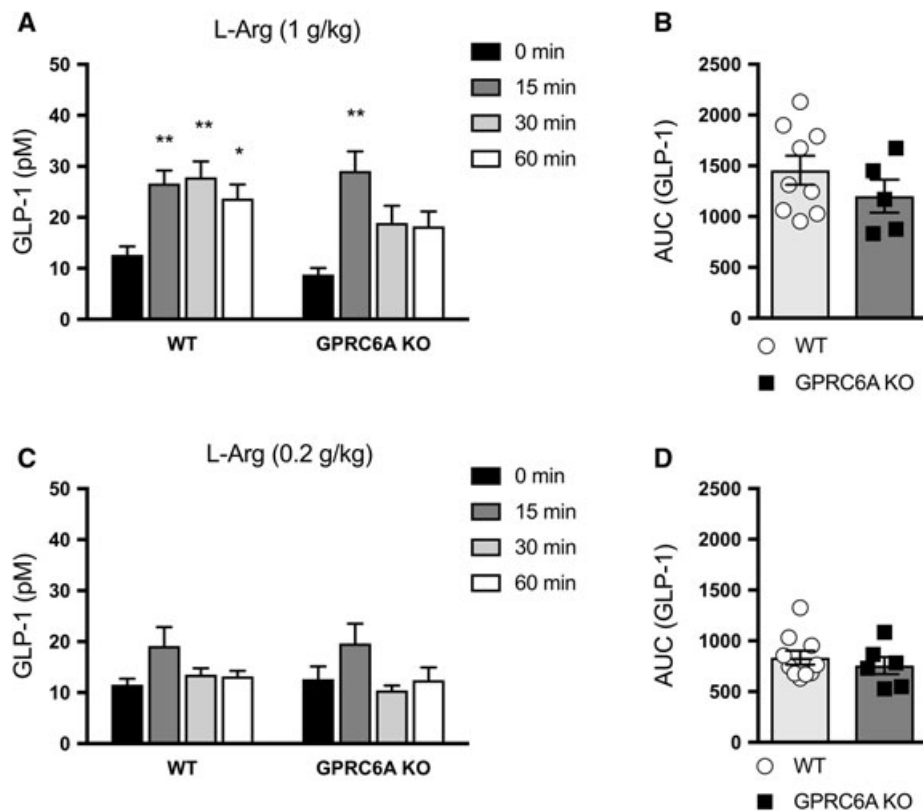 A
L-Arg (1 g/kg)
GLP-1 (pM)
50
40
30
20
10
0
** ** * **
WT GPRC6A KO
0 min
15 min
30 min
60 min
B
AUC (GLP-1)
2500
2000
1500
1000
500
0
WT
GPRC6A KO
C
L-Arg (0.2 g/kg)
GLP-1 (pM)
50
40
30
20
10
0
WT GPRC6A KO
0 min
15 min
30 min
60 min
D
AUC (GLP-1)
2500
2000
1500
1000
500
0
WT
GPRC6A KO